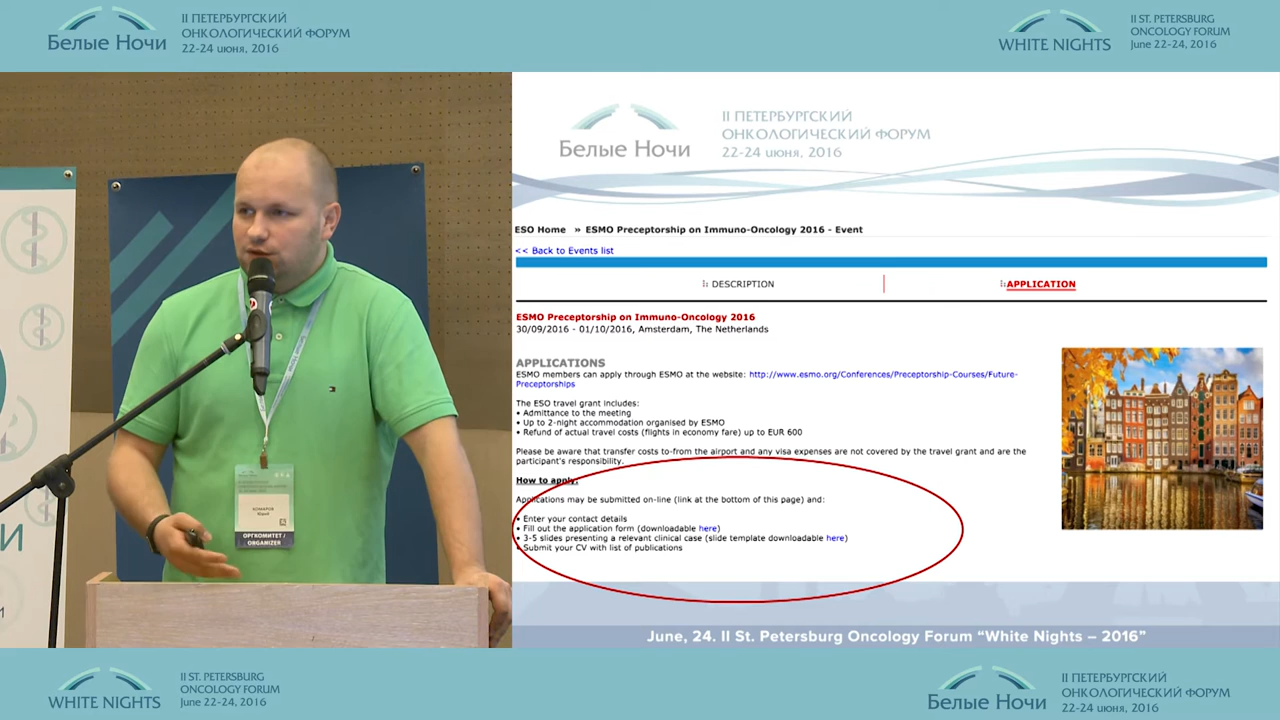 Белые Ночи
II ПЕТЕРБУРГСКИЙ
ОНКОЛОГИЧЕСКИЙ ФОРУМ
22-24 июня, 2016
WHITE NIGHTS
II ST. PETERSBURG
ONCOLOGY FORUM
June 22-24, 2016
Белые Ночи
II ПЕТЕРБУРГСКИЙ
ОНКОЛОГИЧЕСКИЙ ФОРУМ
22-24 июня, 2016
ESO Home » ESMO Preceptorship on Immuno-Oncology 2016 - Event
<< Back to Events list
DESCRIPTION
APPLICATION
ESMO Preceptorship on Immuno-Oncology 2016
30/09/2016 - 01/10/2016, Amsterdam, The Netherlands
APPLICATIONS
ESMO members can apply through ESMO at the website: http://www.esmo.org/Conferences/Preceptorship-Courses/Future-
Preceptorships
The ESO travel grant includes:
• Admittance to the meeting
• Up to 2-night accommodation organised by ESMO
• Refund of actual travel costs (flights in economy fare) up to EUR 600
Please be aware that transfer costs to-from the airport and any visa expenses are not covered by the travel grant and are the
participant's responsibility.
How to apply:
Applications may be submitted on-line (link at the bottom of this page) and:
• Enter your contact details
• Fill out the application form (downloadable here)
• 3-5 slides presenting a relevant clinical case (slide template downloadable here)
• Submit your CV with list of publications
June, 24. II St. Petersburg Oncology Forum “White Nights – 2016”
КОМАРОВ
Юрий
ОРГКОМИТЕТ /
ORGANIZER
WHITE NIGHTS
II ST. PETERSBURG
ONCOLOGY FORUM
June 22-24, 2016
Белые Ночи
II ПЕТЕРБУРГСКИЙ
ОНКОЛОГИЧЕСКИЙ ФОРУМ
22-24 июня, 2016